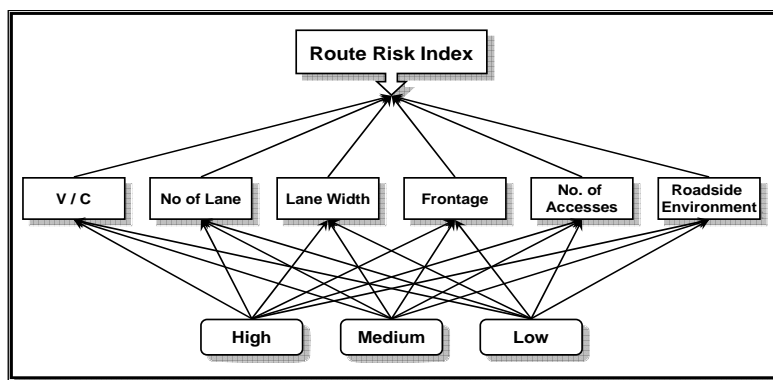 Route Risk Index
V / C
No of Lane
Lane Width
Frontage
No. of
Accesses
Roadside
Environment
High
Medium
Low